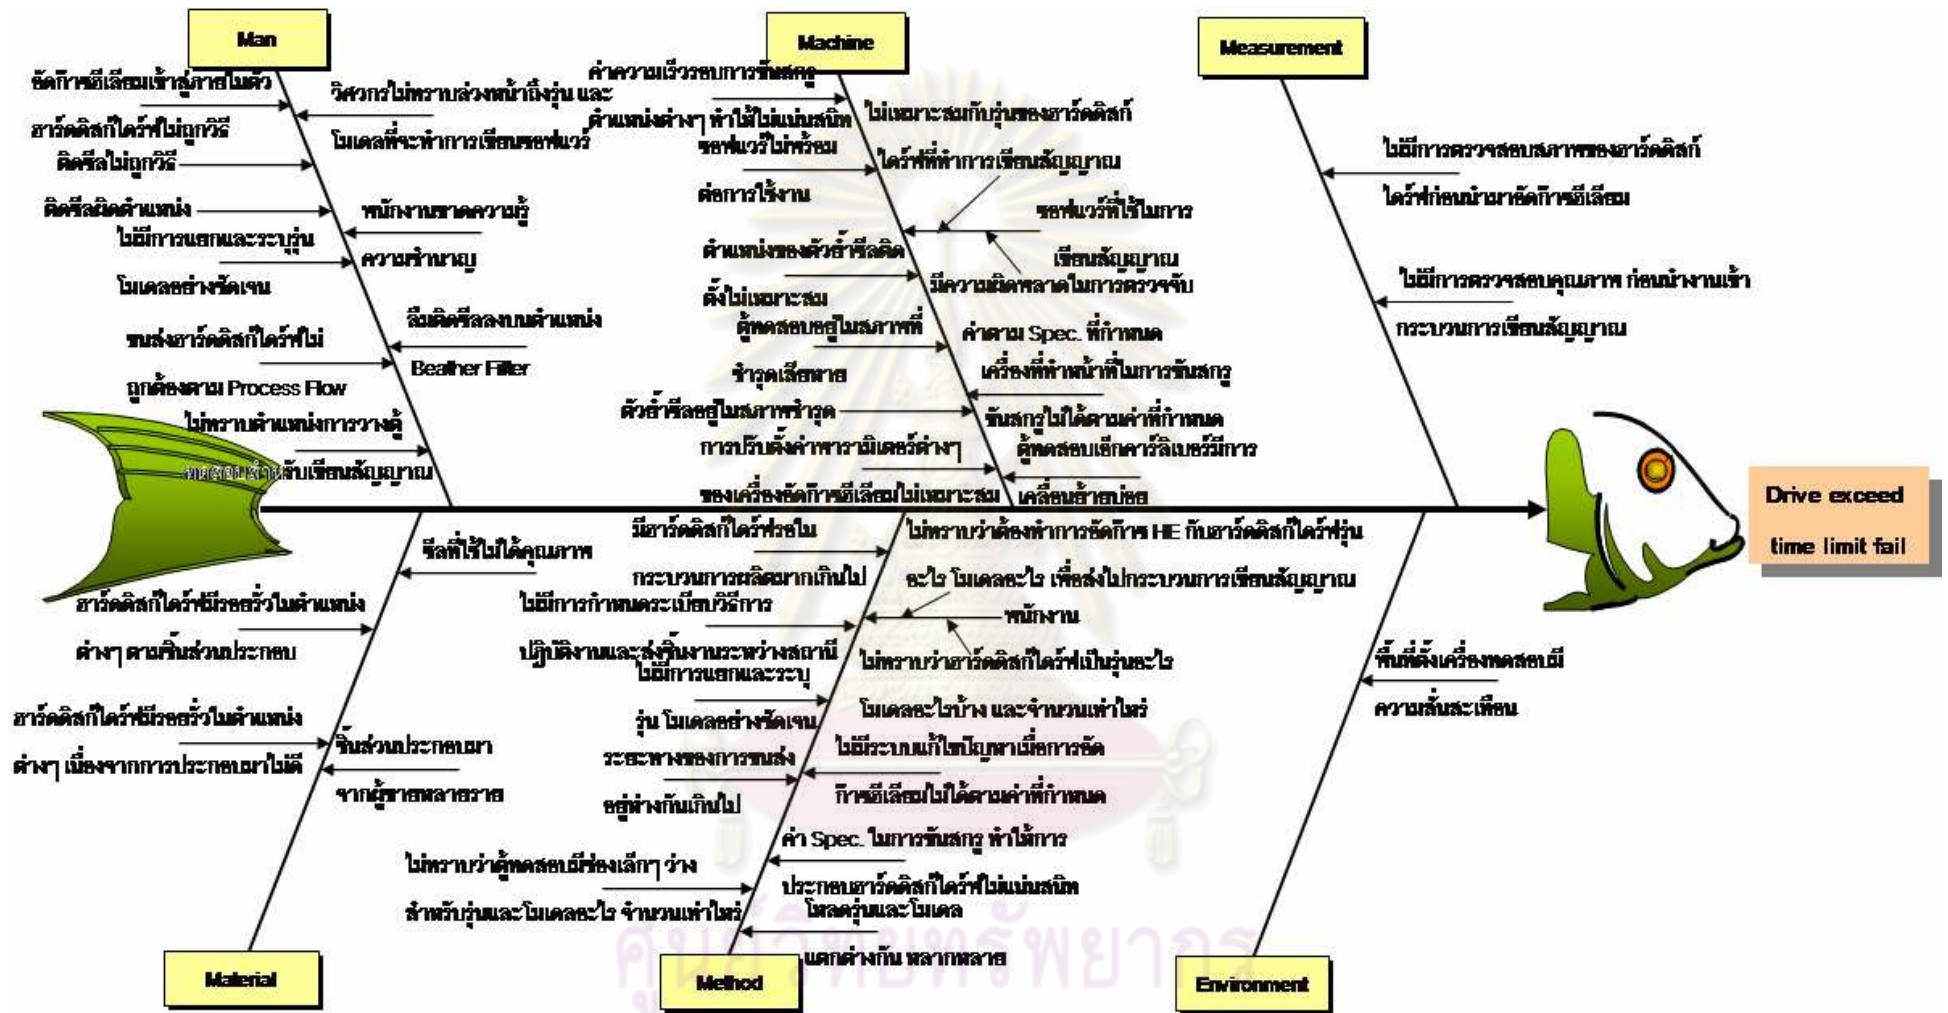 Man
อัดก๊าซฮีเลียมเข้าสู่ภายในตัว
ฮาร์ดดิสก์ไดร์ฟไม่ถูกวิธี
วิศวกรไม่ทราบล่วงหน้าถึงรุ่น และ
โมเดลที่จะทำการเขียนซอฟแวร์
ติดซีลไม่ถูกวิธี
ติดซีลผิดตำแหน่ง
พนักงานขาดความรู้
ความชำนาญ
ไม่มีการแยกและระบุรุ่น
โมเดลอย่างชัดเจน
ลืมติดซีลลงบนตำแหน่ง
Beather Filter
ขนส่งฮาร์ดดิสก์ไดร์ฟไม่
ถูกต้องตาม Process Flow
ไม่ทราบตำแหน่งการวางตู้
ทดสอบสำหรับเขียนสัญญาณ
Machine
ค่าความเร็วรอบการขันสกรู
ตำแหน่งต่างๆ ทำให้ไม่แน่นสนิท
ซอฟแวร์ไม่พร้อม
ต่อการใช้งาน
ไม่เหมาะสมกับรุ่นของฮาร์ดดิสก์
ไดร์ฟที่ทำการเขียนสัญญาณ
ซอฟแวร์ที่ใช้ในการ
เขียนสัญญาณ
มีความผิดพลาดในการตรวจจับ
ค่าตาม Spec. ที่กำหนด
ตำแหน่งของตัวย้ำซีลติด
ตั้งไม่เหมาะสม
ตู้ทดสอบอยู่ในสภาพที่
ชำรุดเสียหาย
เครื่องที่ทำหน้าที่ในการขันสกรู
ขันสกรูไม่ได้ตามค่าที่กำหนด
ตัวย้ำซีลอยู่ในสภาพชำรุด
การปรับตั้งค่าพารามิเตอร์ต่างๆ
ของเครื่องอัดก๊าซฮีเลียมไม่เหมาะสม
ตู้ทดสอบเอ็กคาร์ลิเบอร์มีการ
เคลื่อนย้ายบ่อย
Measurement
ไม่มีการตรวจสอบสภาพของฮาร์ดดิสก์
ไดร์ฟก่อนนำมาอัดก๊าซฮีเลียม
ไม่มีการตรวจสอบคุณภาพ ก่อนนำงานเข้า
กระบวนการเขียนสัญญาณ
Drive exceed
time limit fail
ซีลที่ใช้ไม่ได้คุณภาพ
ฮาร์ดดิสก์ไดร์ฟมีรอยรั่วในตำแหน่ง
ต่างๆ ตามชิ้นส่วนประกอบ
ฮาร์ดดิสก์ไดร์ฟมีรอยรั่วในตำแหน่ง
ต่างๆ เนื่องจากการประกอบมาไม่ดี
ชิ้นส่วนประกอบมา
จากผู้ขายหลายราย
Material
มีฮาร์ดดิสก์ไดร์ฟรอใน
กระบวนการผลิตมากเกินไป
ไม่ทราบว่าต้องทำการอัดก๊าซ HE กับฮาร์ดดิสก์ไดร์ฟรุ่น
อะไร โมเดลอะไร เพื่อส่งไปกระบวนการเขียนสัญญาณ
พนักงาน
ไม่ทราบว่าฮาร์ดดิสก์ไดร์ฟเป็นรุ่นอะไร
โมเดลอะไรบ้าง และจำนวนเท่าไหร่
ไม่มีการกำหนดระเบียบวิธีการ
ปฏิบัติงานและส่งชิ้นงานระหว่างสถานี
ไม่มีการแยกและระบุ
รุ่น โมเดลอย่างชัดเจน
ระยะทางของการขนส่ง
อยู่ห่างกันเกินไป
ไม่มีระบบแก้ไขปัญหาเมื่อการอัด
ก๊าซฮีเลียมไม่ได้ตามค่าที่กำหนด
ค่า Spec. ในการขันสกรู ทำให้การ
ประกอบฮาร์ดดิสก์ไดร์ฟไม่แน่นสนิท
ไม่ทราบว่าตู้ทดสอบมีช่องเล็กๆ ว่าง
สำหรับรุ่นและโมเดลอะไร จำนวนเท่าไหร่
โหลดรุ่นและโมเดล
แตกต่างกัน หลากหลาย
Method
พื้นที่ตั้งเครื่องทดสอบมี
ความสั่นสะเทือน
Environment
ศูนย์วิทยทรัพยากร